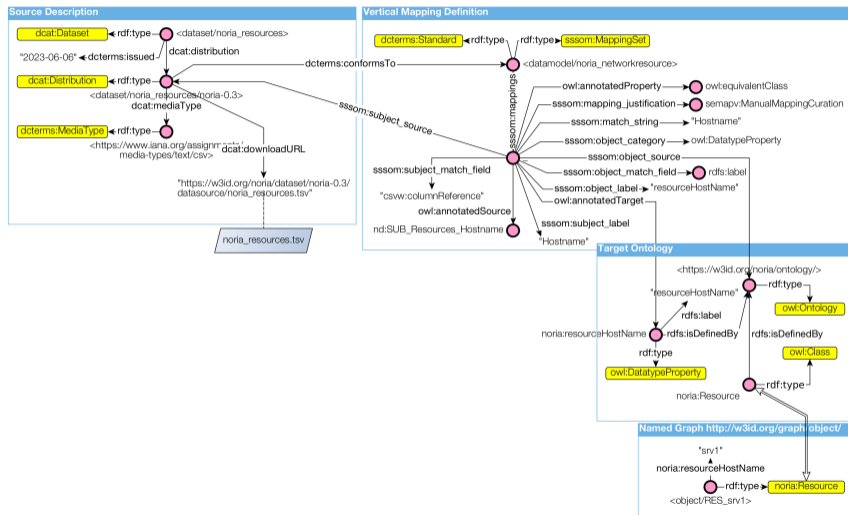 Source Description
dcat:Dataset
rdf:type
<dataset/noria_resources>
"2023-06-06"
dcterms:issued
dcat:distribution
dcat:Distribution
rdf:type
<dataset/noria_resources/noria-0.3>
dcat:mediaType
dcterms:MediaType
rdf:type
<https://www.iana.org/assignments/
media-types/text/csv>
dcat:downloadURL
"https://w3id.org/noria/dataset/noria-0.3/
datasource/noria_resources.tsv"
noria_resources.tsv
dcterms:conformsTo
sssom:subject_source
Vertical Mapping Definition
dcterms:Standard
rdf:type
rdf:type
sssom:MappingSet
<datamodel/noria_networkresource>
sssom:mappings
owl:annotatedProperty
owl:equivalentClass
sssom:mapping_justification
semapv:ManualMappingCuration
sssom:match_string
"Hostname"
sssom:object_category
owl:DatatypeProperty
sssom:object_source
sssom:subject_match_field
sssom:object_match_field
rdfs:label
"csvw:columnReference"
sssom:object_label
"resourceHostName"
owl:annotatedTarget
owl:annotatedSource
sssom:subject_label
nd:SUB_Resources_Hostname
"Hostname"
Target Ontology
<https://w3id.org/noria/ontology/>
rdf:type
"resourceHostName"
owl:Ontology
rdfs:label
noria:resourceHostName
rdfs:isDefinedBy
rdfs:isDefinedBy
rdf:type
owl:Class
owl:DatatypeProperty
rdf:type
noria:Resource
Named Graph http://w3id.org/graph/object/
"srv1"
noria:resourceHostName
rdf:type
noria:Resource
<object/RES_srv1>